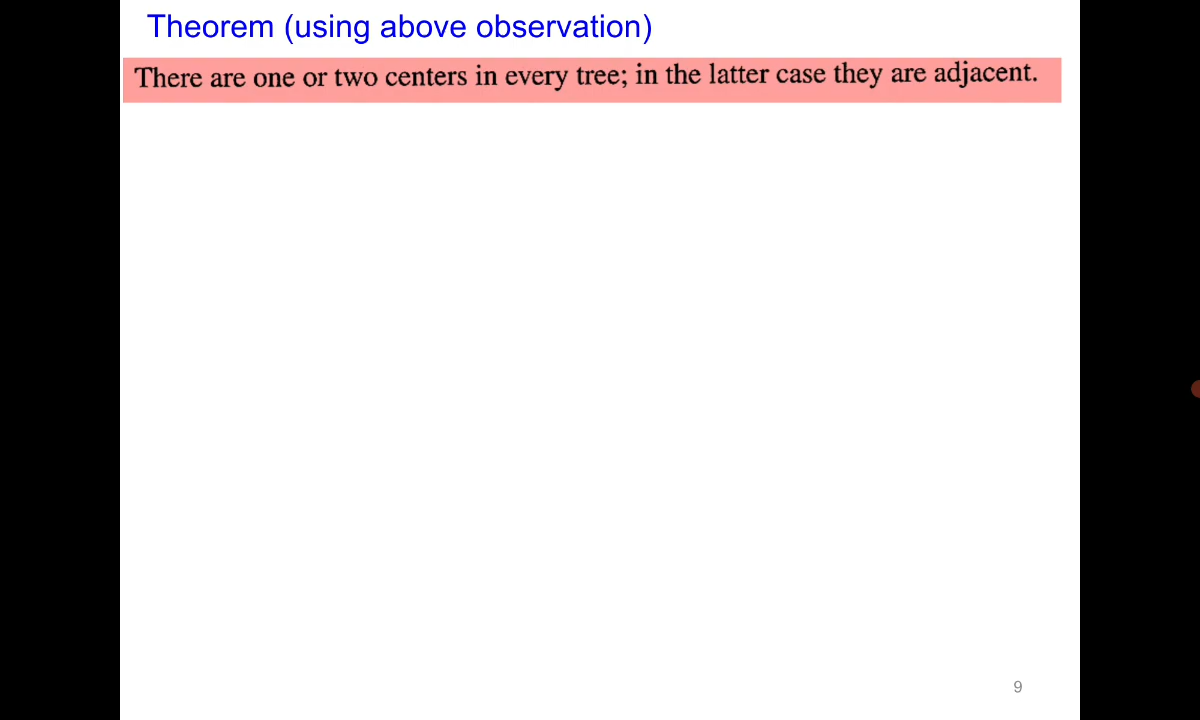 Theorem (using above observation)
There are one or two centers in every tree; in the latter case they are adjacent.
9